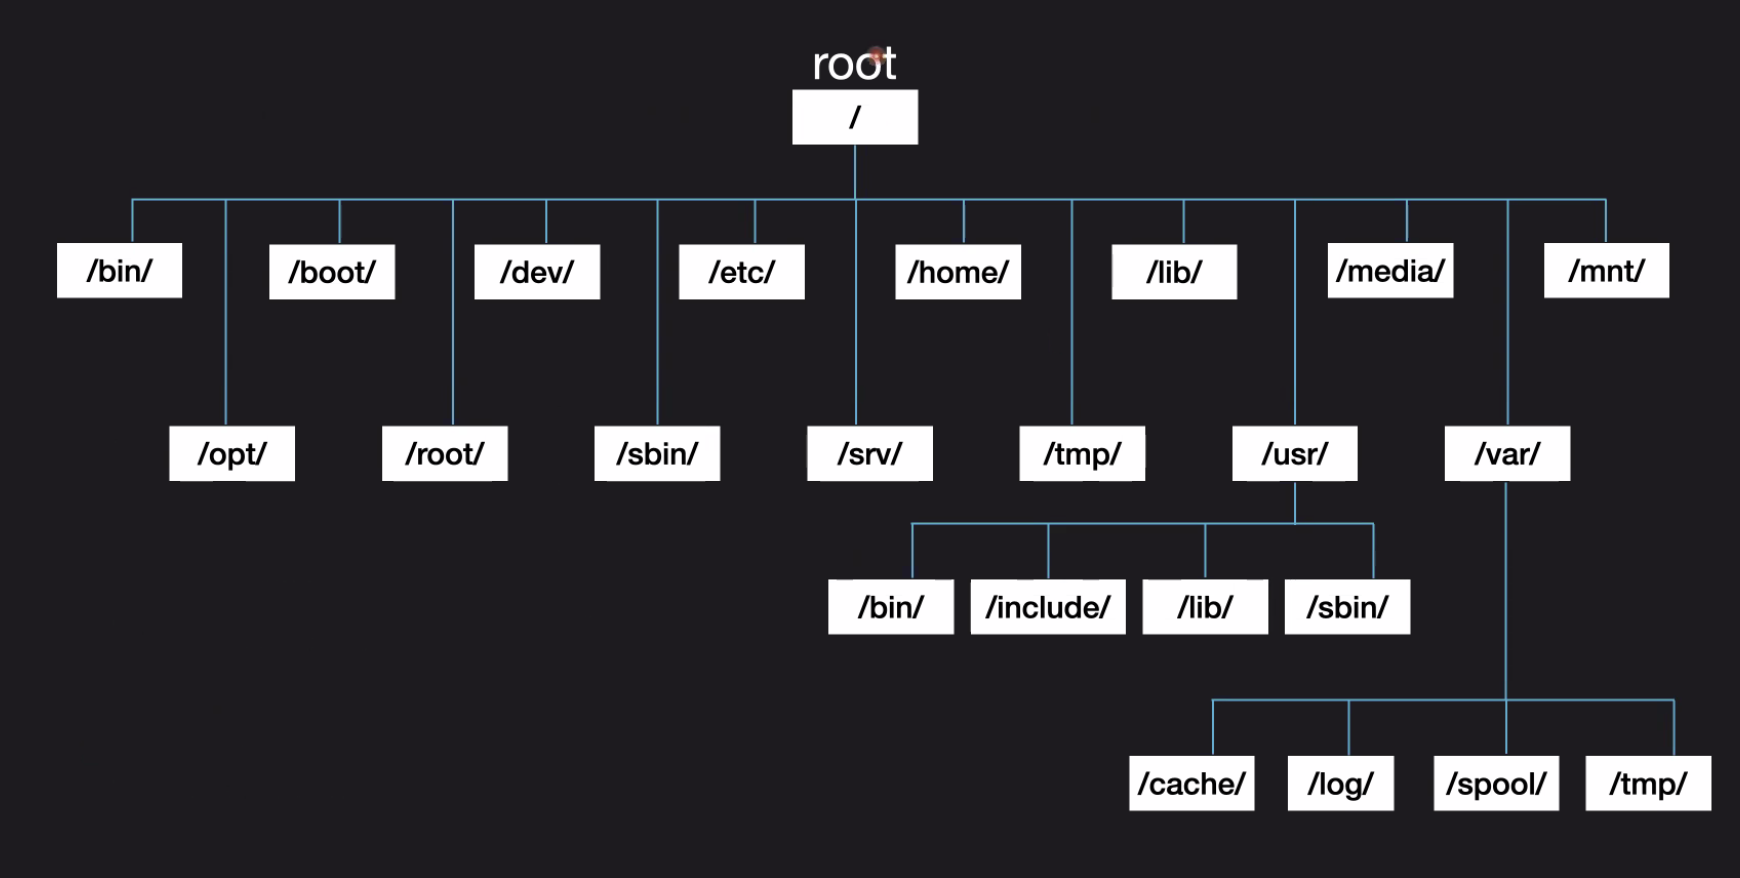 root
/
/bin/
/boot/
/dev/
/etc/
/home/
/lib/
/media/
/mnt/
/opt/
/root/
/sbin/
/srv/
/tmp/
/usr/
/var/
/bin/
/include/
/lib/
/sbin/
/cache/
/log/
/spool/
/tmp/